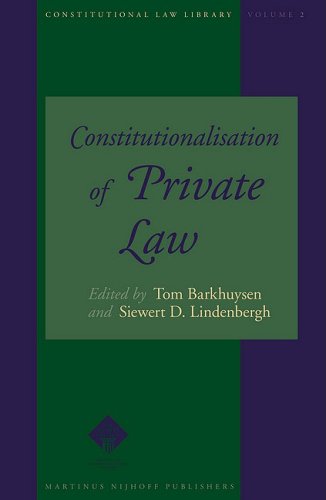 CONSTITUTIONAL LAW LIBRARY VOLUME 2
Constitutionalisation
of Private
Law
Edited by Tom Barkhuysen
and Siewert D. Lindenbergh
MARTINUS NIJHOFF PUBLISHERS